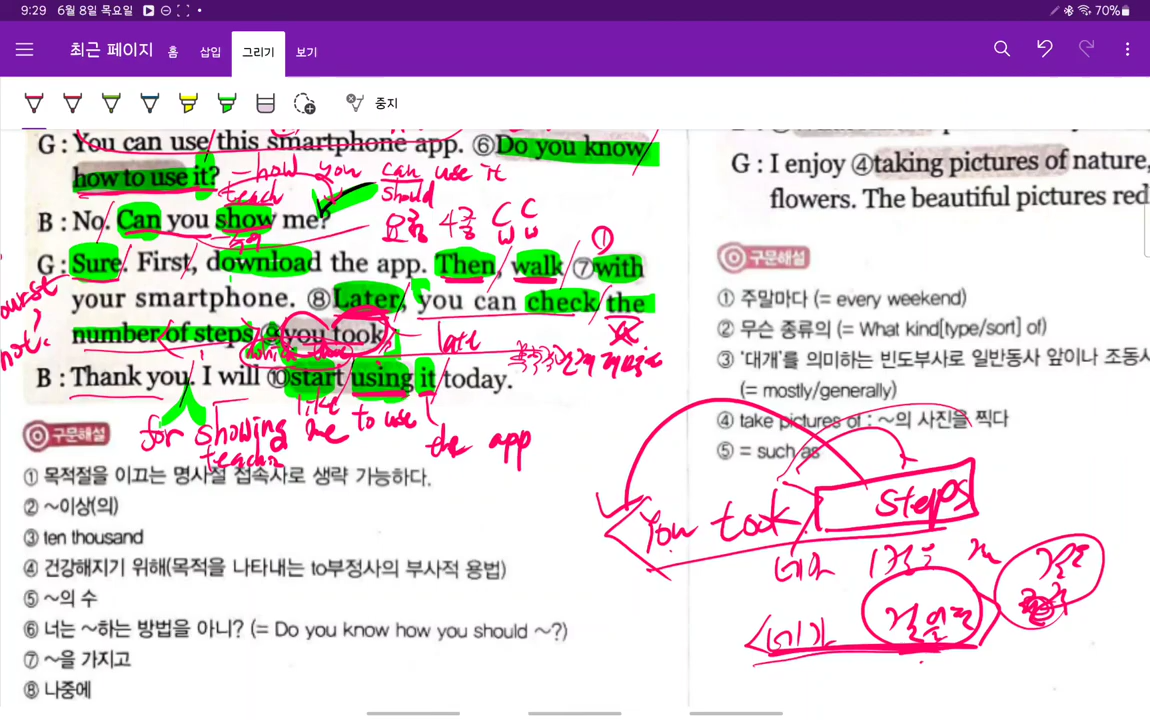 9:29 6월 8일 목요일
70%
최근 페이지 홈 삽입 그리기 보기
중지
G : You can use this smartphone app. ⑥Do you know
how to use it? how you can use it
teach should
B : No. Can you show me?
요즘 4줄
①
G : Sure. First, download the app. Then, walk ⑦with
your smartphone. ⑧Later, you can check the
number of steps you took. late
not.
B : Thank you. I will ⑩start using it today.
like to use
for showing me the app
구문해설
① 목적절을 이끄는 명사절 접속사로 생략 가능하다.
② ~이상(의)
③ ten thousand
④ 건강해지기 위해(목적을 나타내는 to부정사의 부사적 용법)
⑤ ~의 수
⑥ 너는 ~하는 방법을 아니? (= Do you know how you should ~?)
⑦ ~을 가지고
⑧ 나중에
G : I enjoy ④taking pictures of nature,
flowers. The beautiful pictures red
구문해설
① 주말마다 (= every weekend)
② 무슨 종류의 (= What kind[type/sort] of)
③ '대개'를 의미하는 빈도부사로 일반동사 앞이나 조동사
(= mostly/generally)
④ take pictures of : ~의 사진을 찍다
⑤ = such as
You took steps
네가 걸음